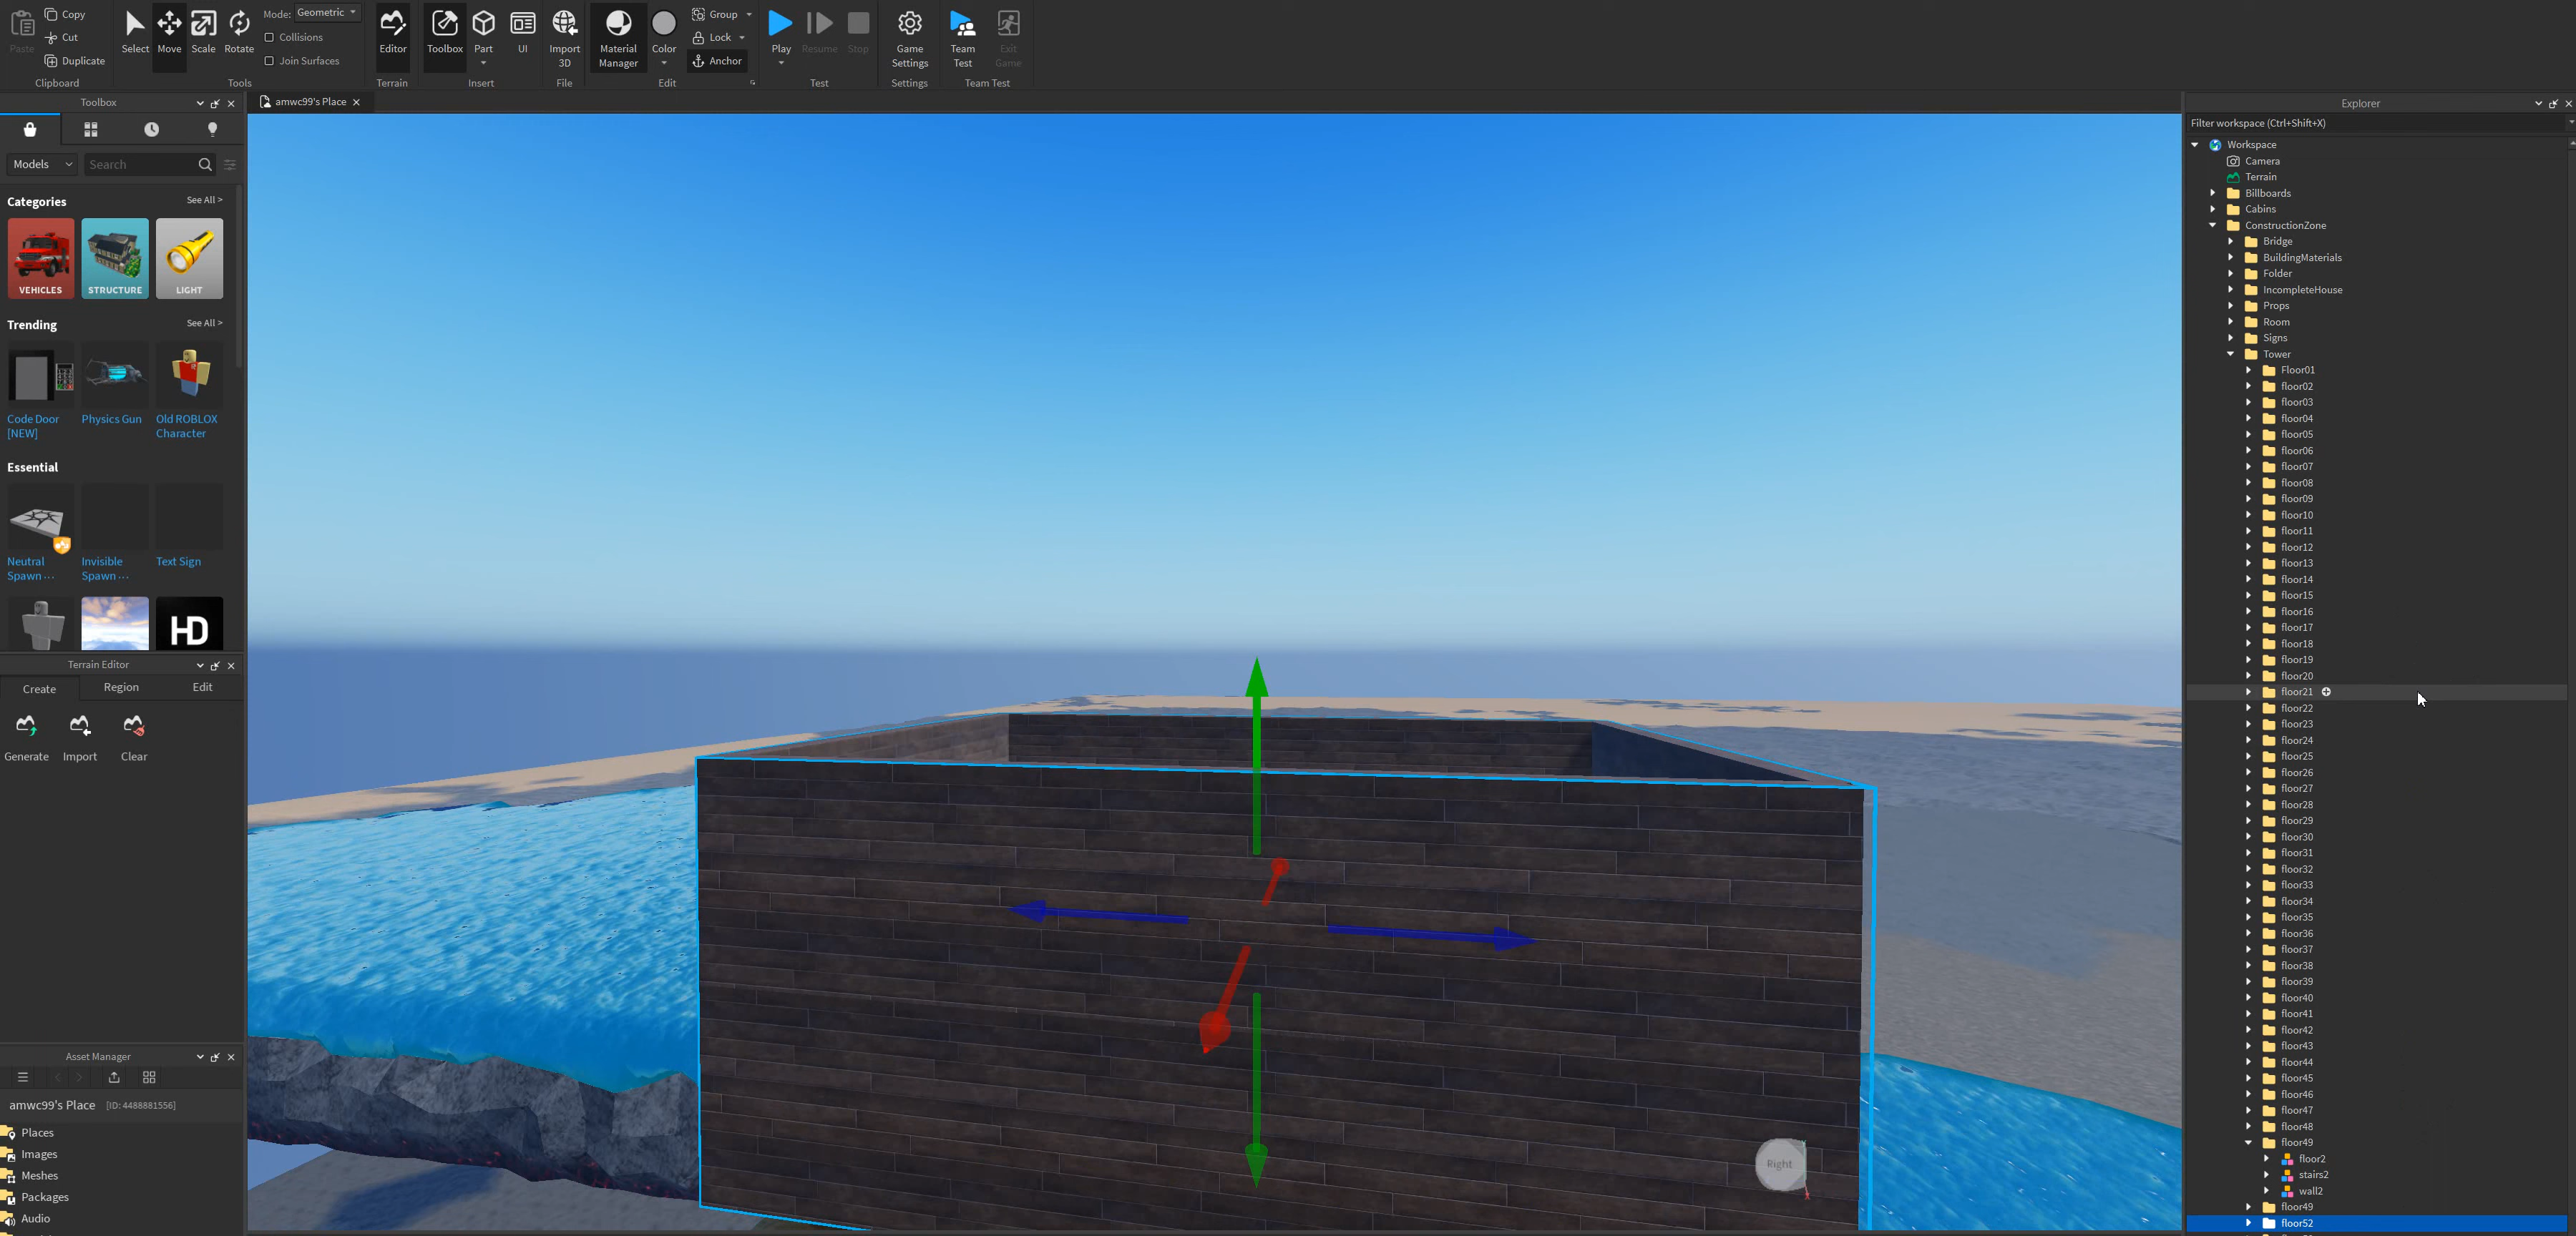 Paste
Copy
Cut
Duplicate
Clipboard
Select
Move
Scale
Rotate
Mode: Geometric
Collisions
Join Surfaces
Tools
Editor
Terrain
Toolbox
Part
UI
Insert
Import
3D
File
Material
Manager
Color
Group
Lock
Anchor
Edit
Play
Resume
Stop
Test
Game
Settings
Settings
Team
Test
Exit
Game
Team Test
Toolbox
Models
Search
Categories
See All >
VEHICLES
STRUCTURE
LIGHT
Trending
See All >
Code Door
[NEW]
Physics Gun
Old ROBLOX
Character
Essential
Neutral
Spawn ···
Invisible
Spawn ···
Text Sign
HD
Terrain Editor
Create
Region
Edit
Generate
Import
Clear
Asset Manager
amwc99's Place [ID: 4488881556]
Places
Images
Meshes
Packages
Audio
amwc99's Place
Right
Explorer
Filter workspace (Ctrl+Shift+X)
Workspace
Camera
Terrain
Billboards
Cabins
ConstructionZone
Bridge
BuildingMaterials
Folder
IncompleteHouse
Props
Room
Signs
Tower
Floor01
floor02
floor03
floor04
floor05
floor06
floor07
floor08
floor09
floor10
floor11
floor12
floor13
floor14
floor15
floor16
floor17
floor18
floor19
floor20
floor21
floor22
floor23
floor24
floor25
floor26
floor27
floor28
floor29
floor30
floor31
floor32
floor33
floor34
floor35
floor36
floor37
floor38
floor39
floor40
floor41
floor42
floor43
floor44
floor45
floor46
floor47
floor48
floor49
floor2
stairs2
wall2
floor49
floor52